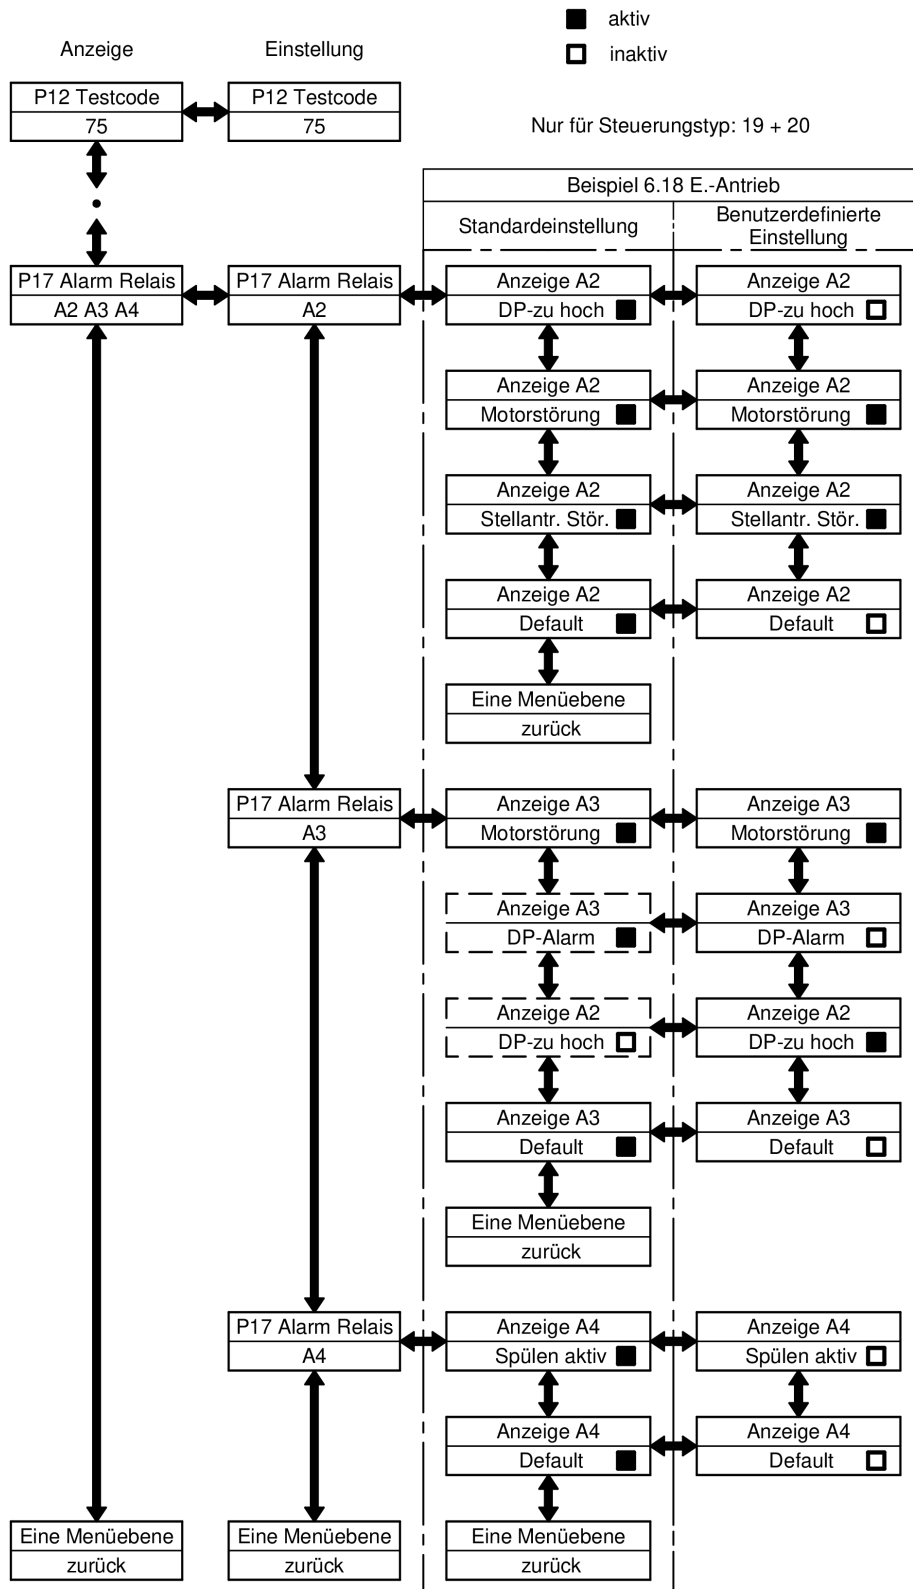 aktiv
inaktiv
Anzeige
Einstellung
P12 Testcode
75
P12 Testcode
75
Nur für Steuerungstyp: 19 + 20
Beispiel 6.18 E.-Antrieb
Standardeinstellung
Benutzerdefinierte
Einstellung
P17 Alarm Relais
A2 A3 A4
P17 Alarm Relais
A2
Anzeige A2
DP-zu hoch
Anzeige A2
DP-zu hoch
Anzeige A2
Motorstörung
Anzeige A2
Motorstörung
Anzeige A2
Stellantr. Stör.
Anzeige A2
Stellantr. Stör.
Anzeige A2
Default
Anzeige A2
Default
Eine Menüebene
zurück
P17 Alarm Relais
A3
Anzeige A3
Motorstörung
Anzeige A3
Motorstörung
Anzeige A3
DP-Alarm
Anzeige A3
DP-Alarm
Anzeige A2
DP-zu hoch
Anzeige A2
DP-zu hoch
Anzeige A3
Default
Anzeige A3
Default
Eine Menüebene
zurück
P17 Alarm Relais
A4
Anzeige A4
Spülen aktiv
Anzeige A4
Spülen aktiv
Anzeige A4
Default
Anzeige A4
Default
Eine Menüebene
zurück
Eine Menüebene
zurück
Eine Menüebene
zurück